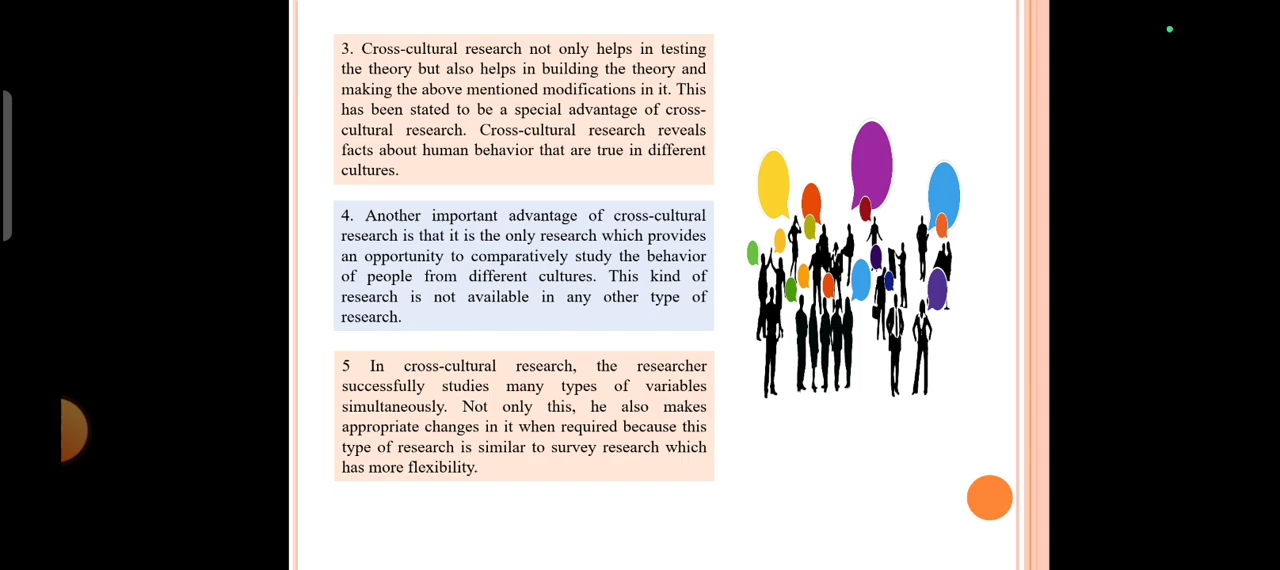 3. Cross-cultural research not only helps in testing
the theory but also helps in building the theory and
making the above mentioned modifications in it. This
has been stated to be a special advantage of cross-
cultural research. Cross-cultural research reveals
facts about human behavior that are true in different
cultures.
4. Another important advantage of cross-cultural
research is that it is the only research which provides
an opportunity to comparatively study the behavior
of people from different cultures. This kind of
research is not available in any other type of
research.
5 In cross-cultural research, the researcher
successfully studies many types of variables
simultaneously. Not only this, he also makes
appropriate changes in it when required because this
type of research is similar to survey research which
has more flexibility.